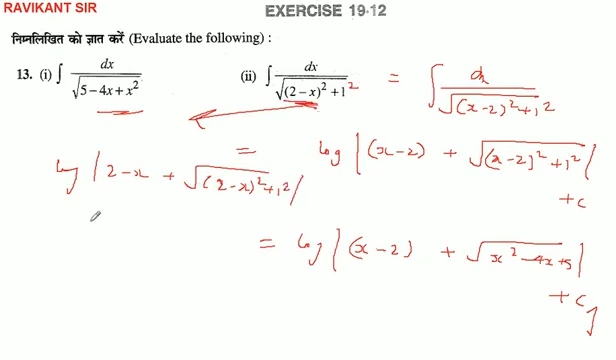 RAVIKANT SIR
EXERCISE 19·12
निम्नलिखित को ज्ञात करें (Evaluate the following) :
13. (i) ∫ dx / √(5 − 4x + x²) (ii) ∫ dx / √((2 − x)² + 1²) = ∫ dx / √((x−2)² + 1²)
= log |(x−2) + √((x−2)² + 1²)| + c
log |2−x + √((2−x)² + 1²)|
= log |(x−2) + √(x² − 4x + 5)| + c